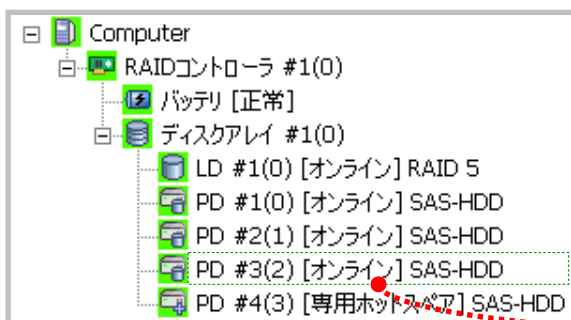 Computer
RAIDコントローラ #1(0)
バッテリ [正常]
ディスクアレイ #1(0)
LD #1(0) [オンライン] RAID 5
PD #1(0) [オンライン] SAS-HDD
PD #2(1) [オンライン] SAS-HDD
PD #3(2) [オンライン] SAS-HDD
PD #4(3) [専用ホットスペア] SAS-HDD